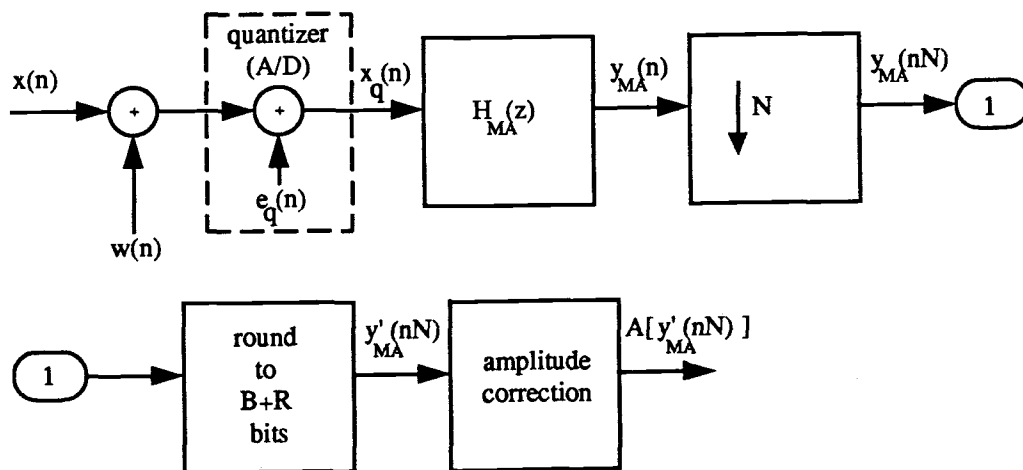 quantizer
(A/D)
x(n)
+
w(n)
+
e_q(n)
x_q(n)
H_MA(z)
y_MA(n)
N
y_MA(nN)
1
1
round
to
B+R
bits
y'_MA(nN)
amplitude
correction
A[y'_MA(nN) ]